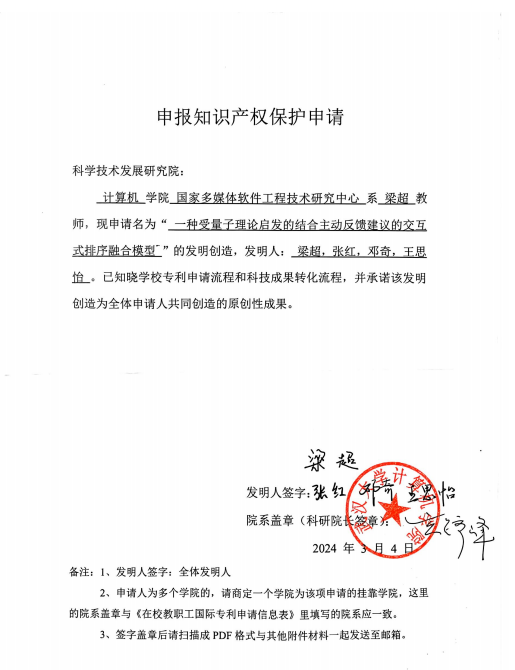 申报知识产权保护申请
科学技术发展研究院：
计算机 学院 国家多媒体软件工程技术研究中心 系 梁超 教
师，现申请名为“ 一种受量子理论启发的结合主动反馈建议的交互
式排序融合模型 ”的发明创造，发明人： 梁超，张红，邓奇，王思
怡 。已知晓学校专利申请流程和科技成果转化流程，并承诺该发明
创造为全体申请人共同创造的原创性成果。
梁超
发明人签字：张红 邓奇 王思怡
院系盖章（科研院长签章）：
武汉大学计算机学院
2024 年 3 月 4 日
备注：1、发明人签字：全体发明人
2、申请人为多个学院的，请商定一个学院为该项申请的挂靠学院，这里
的院系盖章与《在校教职工国际专利申请信息表》里填写的院系应一致。
3、签字盖章后请扫描成 PDF 格式与其他附件材料一起发送至邮箱。